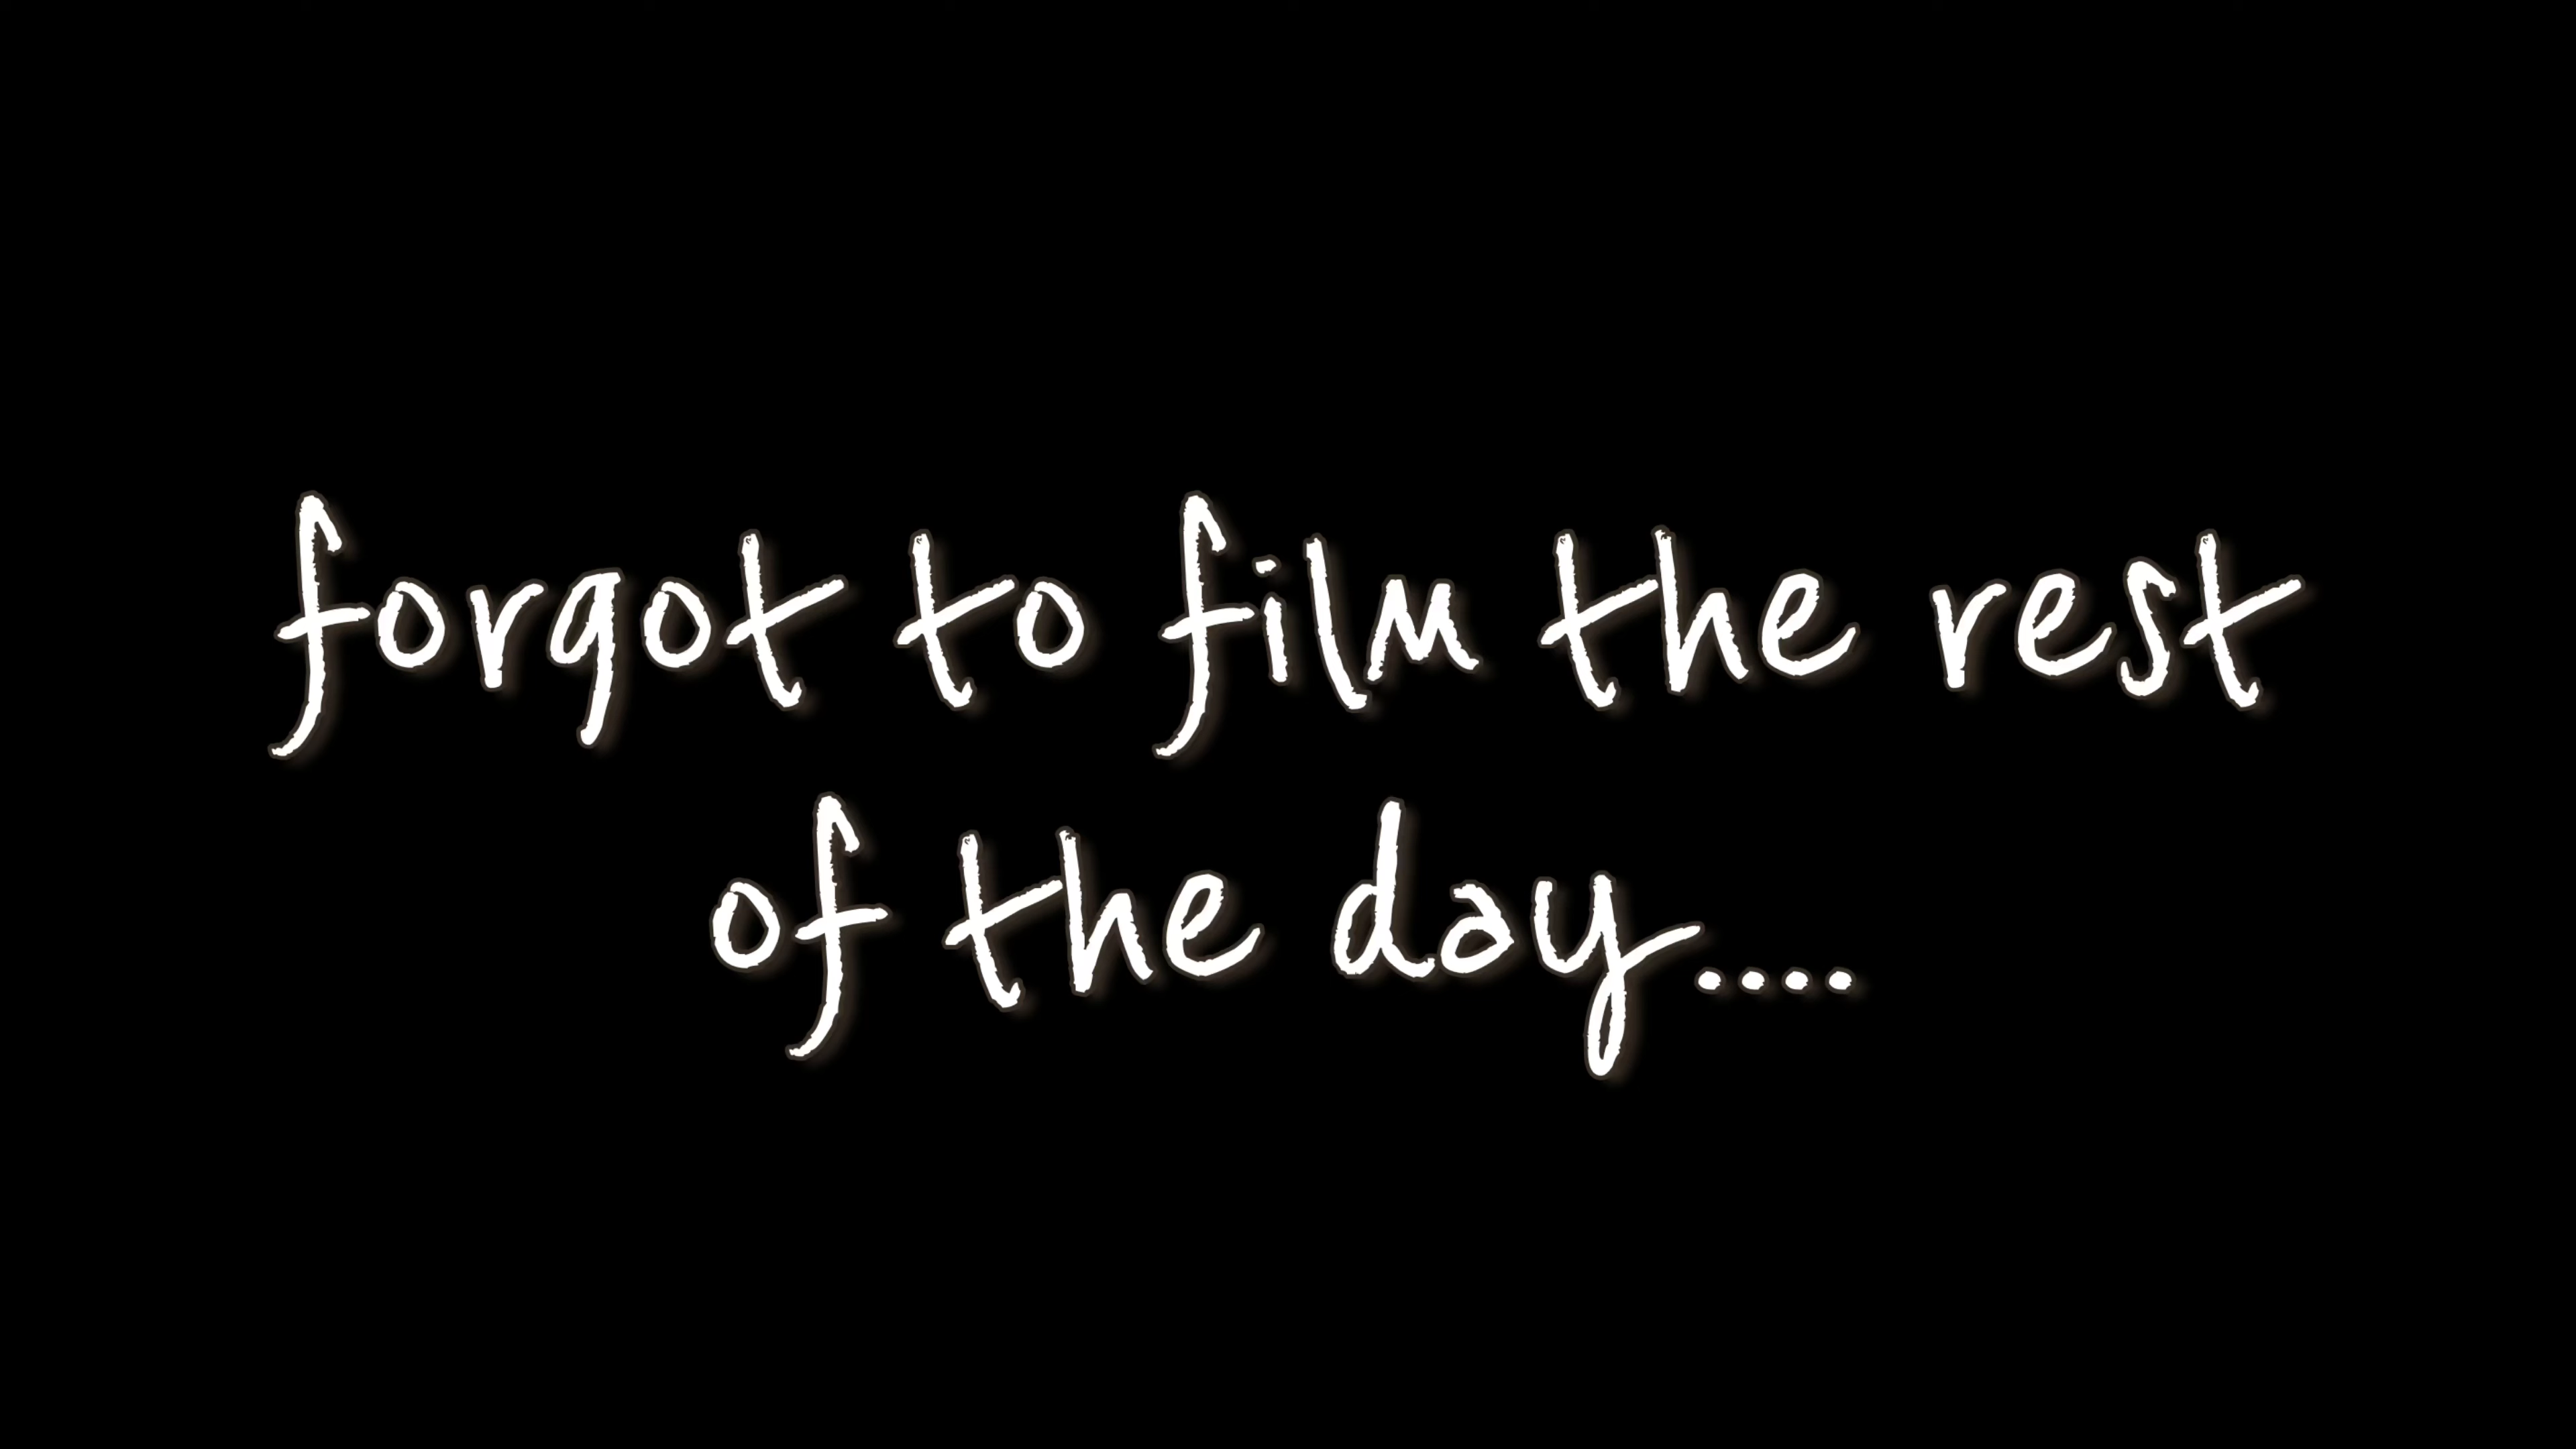 forgot to film the rest
of the day....